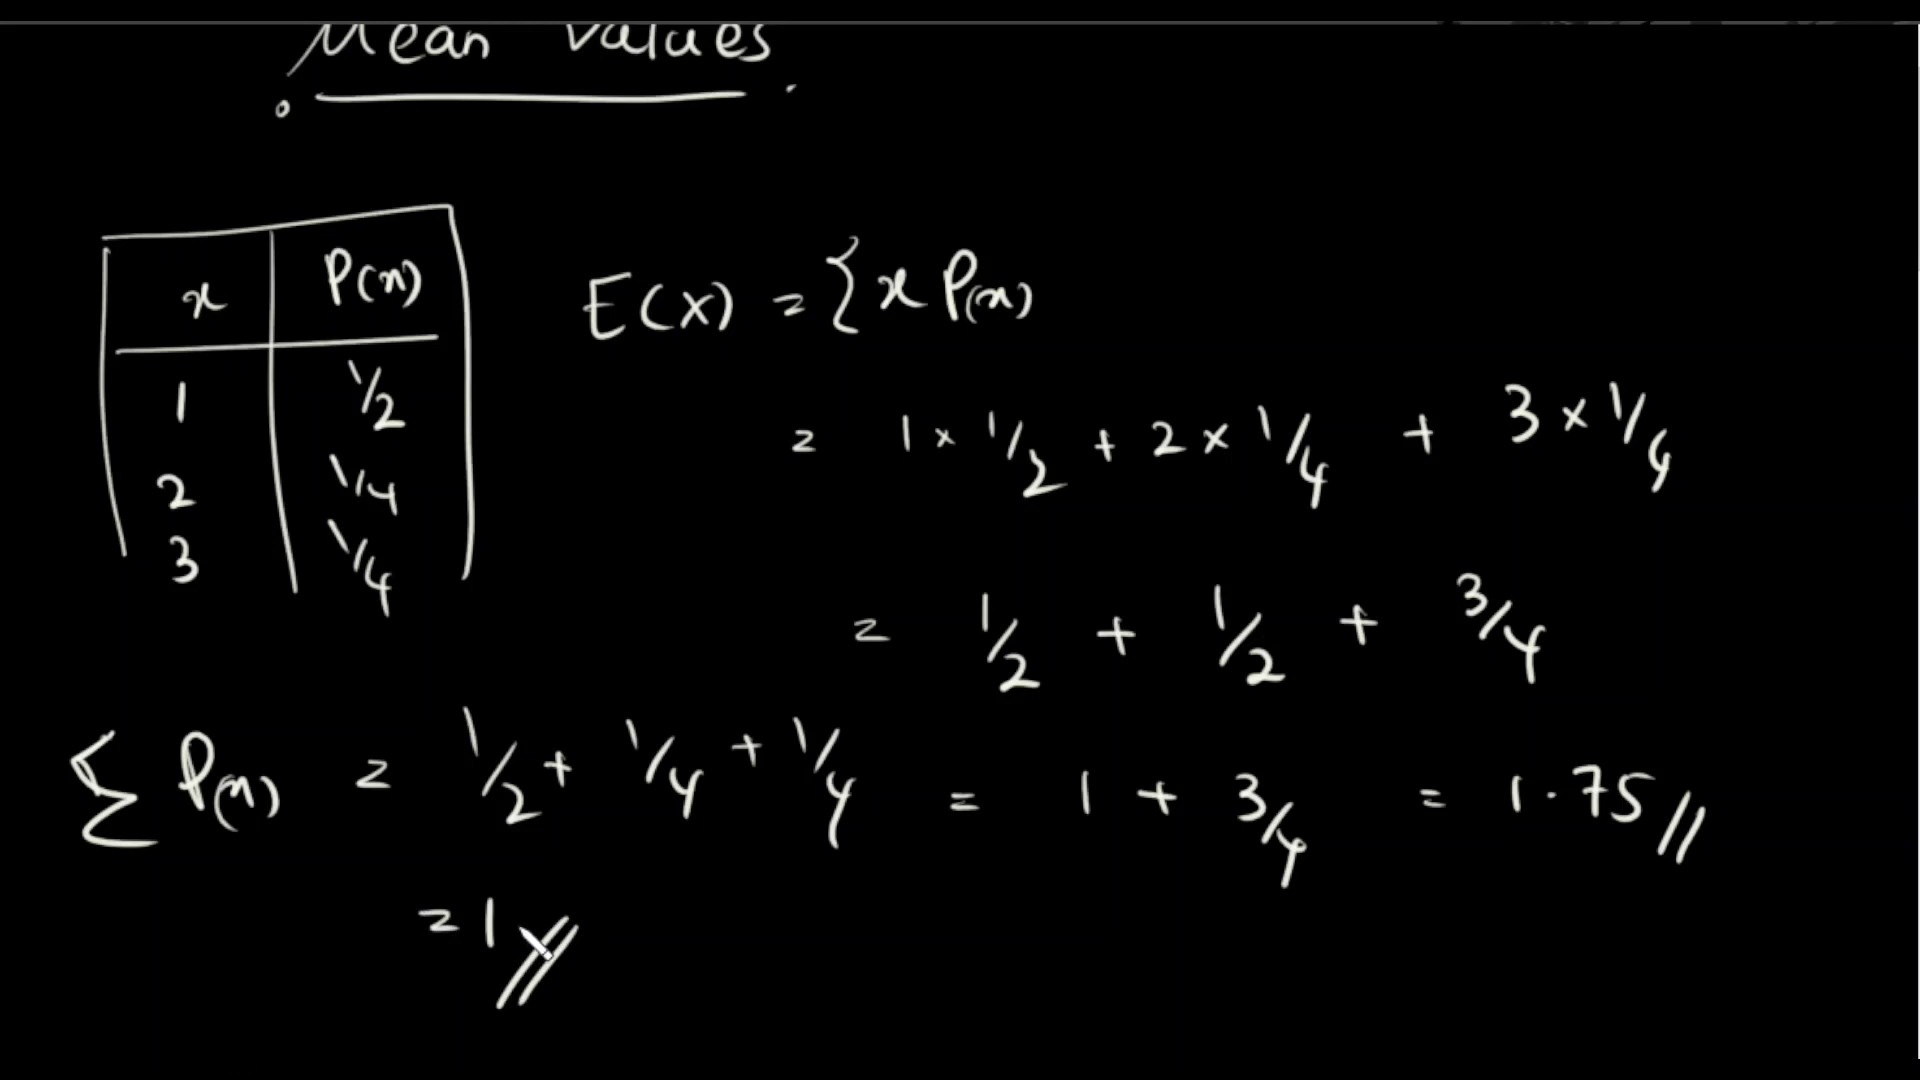 Mean values
x P(x)
1 1/2
2 1/4
3 1/4
E(X) = Σ x P(x)
= 1 × 1/2 + 2 × 1/4 + 3 × 1/4
= 1/2 + 1/2 + 3/4
= 1 + 3/4 = 1.75 //
Σ P(x) = 1/2 + 1/4 + 1/4
= 1 //